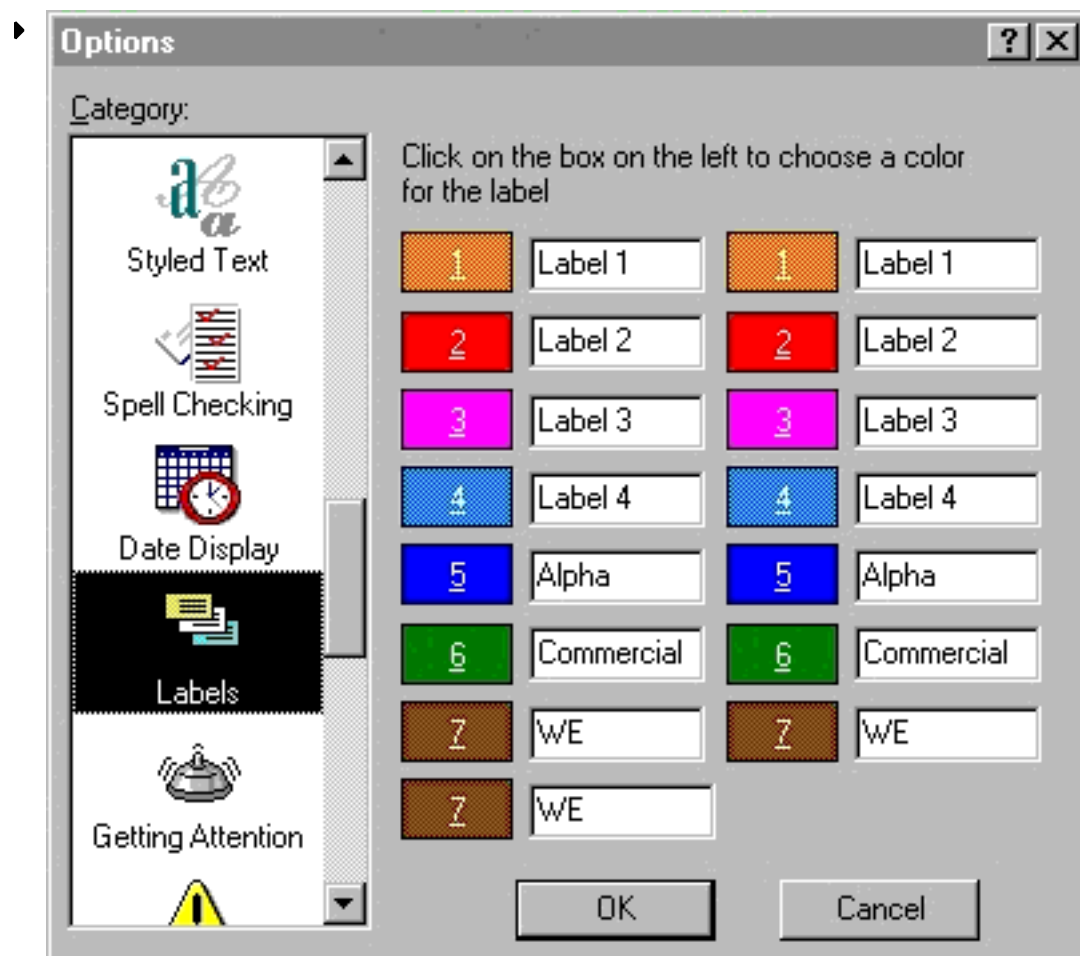 Options
Category:
Styled Text
Spell Checking
Date Display
Labels
Getting Attention
Click on the box on the left to choose a color
for the label
1 Label 1 1 Label 1
2 Label 2 2 Label 2
3 Label 3 3 Label 3
4 Label 4 4 Label 4
5 Alpha 5 Alpha
6 Commercial 6 Commercial
7 WE 7 WE
7 WE
OK Cancel